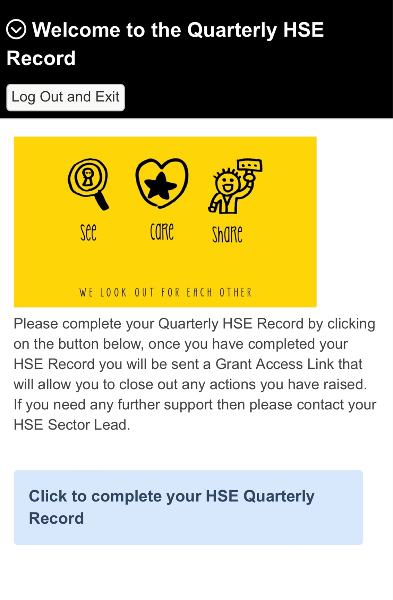 Welcome to the Quarterly HSE
Record
Log Out and Exit
see care share
WE LOOK OUT FOR EACH OTHER
Please complete your Quarterly HSE Record by clicking
on the button below, once you have completed your
HSE Record you will be sent a Grant Access Link that
will allow you to close out any actions you have raised.
If you need any further support then please contact your
HSE Sector Lead.
Click to complete your HSE Quarterly
Record